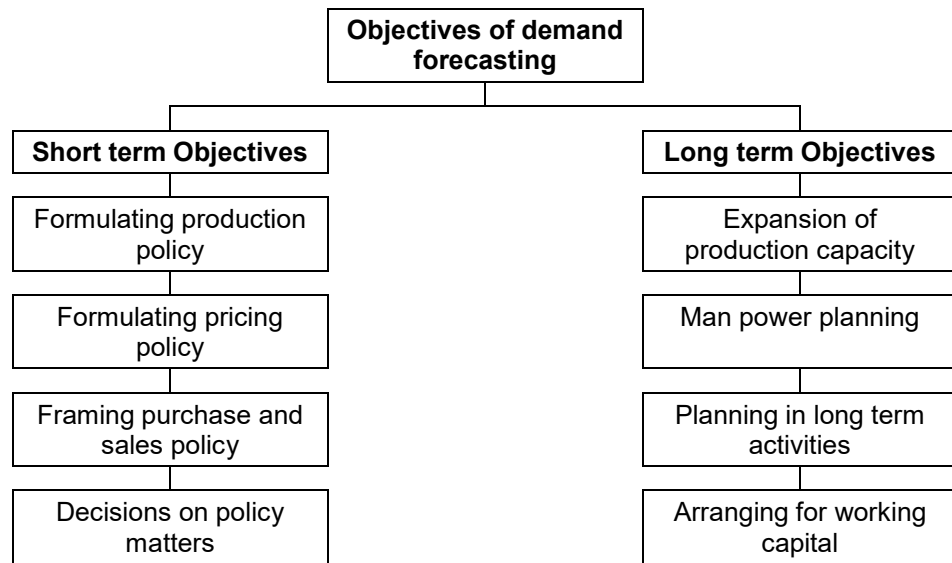 Objectives of demand
forecasting
Short term Objectives
Formulating production
policy
Formulating pricing
policy
Framing purchase and
sales policy
Decisions on policy
matters
Long term Objectives
Expansion of
production capacity
Man power planning
Planning in long term
activities
Arranging for working
capital